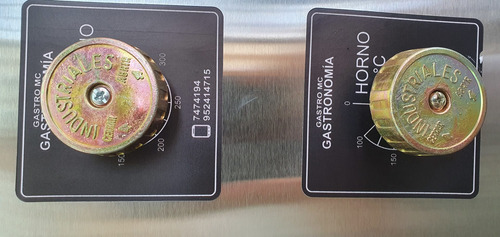 GASTRO MC
GASTRONOMÍA
INDUSTRIALES
300
250
200
150
7474194
952414715
GASTRO MC
GASTRONOMÍA
HORNO
°C
0
100
150
INDUSTRIALES